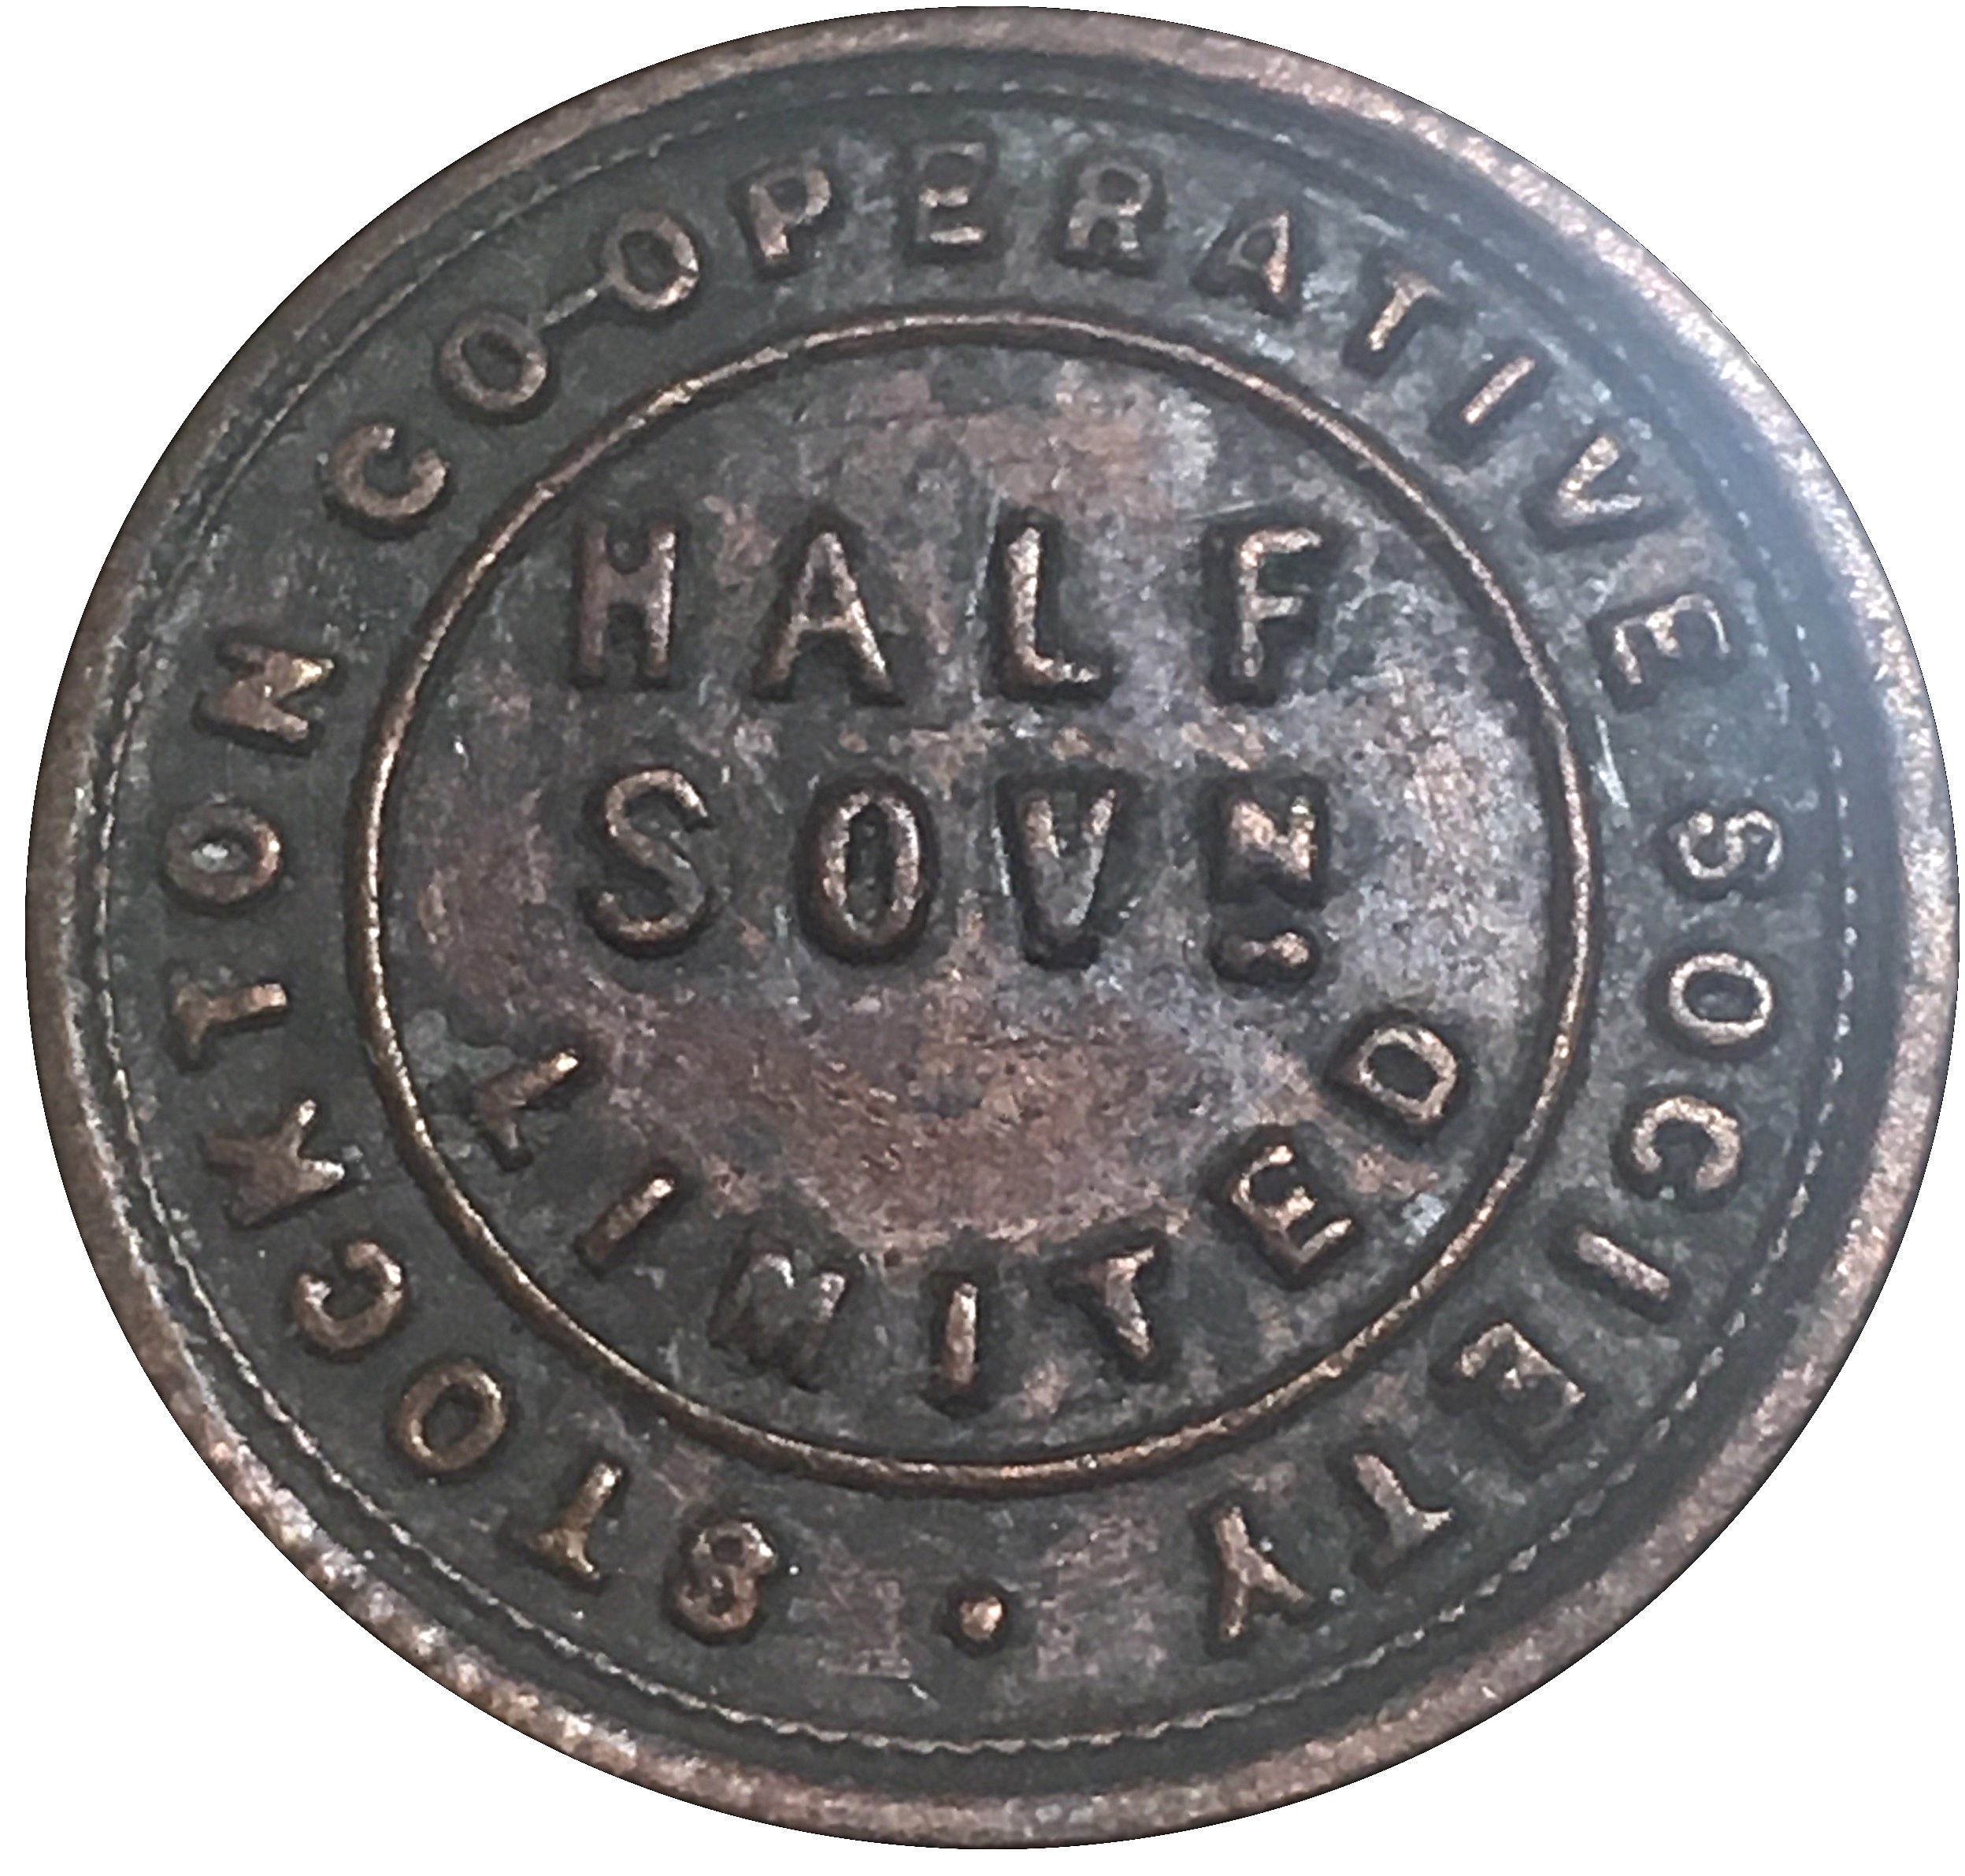 STOCKTON CO-OPERATIVE SOCIETY
HALF
SOVN.
LIMITED